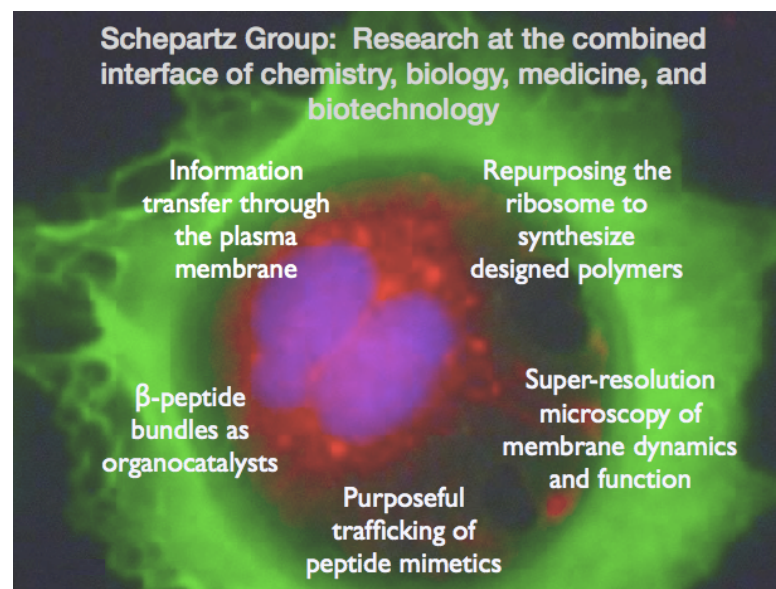 Schepartz Group: Research at the combined
interface of chemistry, biology, medicine, and
biotechnology
Information
transfer through
the plasma
membrane
Repurposing the
ribosome to
synthesize
designed polymers
β-peptide
bundles as
organocatalysts
Super-resolution
microscopy of
membrane dynamics
and function
Purposeful
trafficking of
peptide mimetics